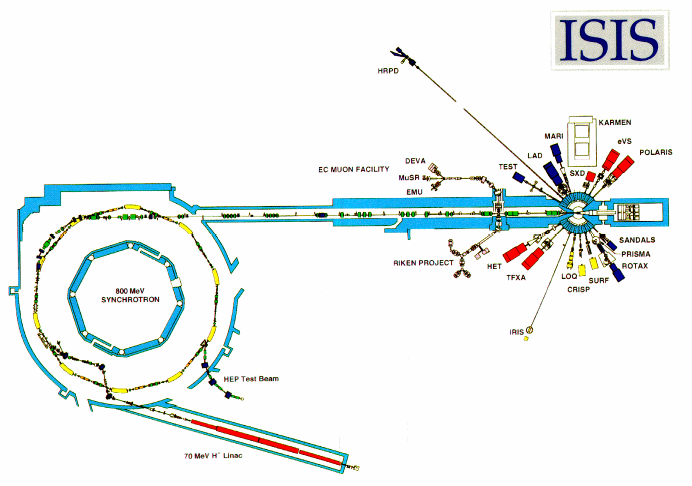 ISIS
HRPD
KARMEN
MARI
eVS
LAD
POLARIS
SXD
TEST
EC MUON FACILITY
DEVA
MuSR
EMU
SANDALS
PRISMA
ROTAX
RIKEN PROJECT
HET
TFXA
LOQ
SURF
CRISP
IRIS
800 MeV
SYNCHROTRON
HEP Test Beam
70 MeV H⁻ Linac